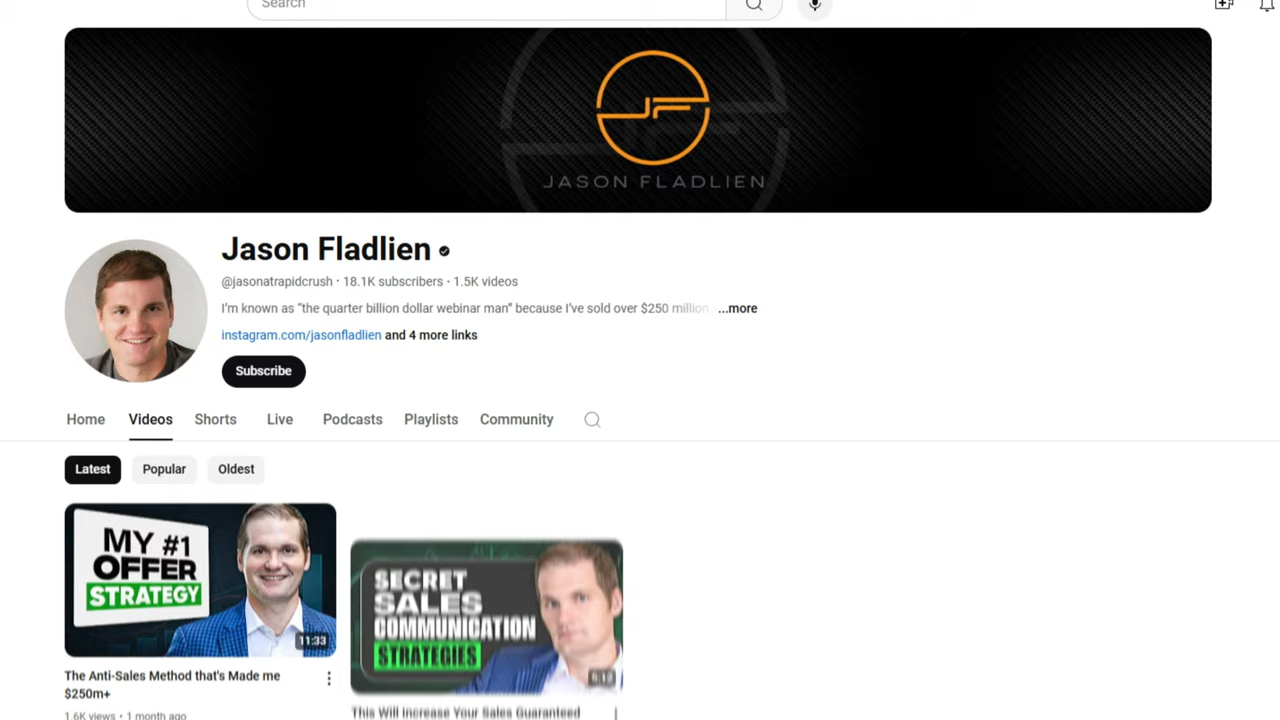 Search
JF
JASON FLADLIEN
Jason Fladlien
@jasonatrapidcrush · 18.1K subscribers · 1.5K videos
I'm known as "the quarter billion dollar webinar man" because I've sold over $250 million ...more
instagram.com/jasonfladlien and 4 more links
Subscribe
Home Videos Shorts Live Podcasts Playlists Community
Latest Popular Oldest
MY #1
OFFER
STRATEGY
11:33
The Anti-Sales Method that's Made me
$250m+
1.6K views · 1 month ago
SECRET
SALES
COMMUNICATION
STRATEGIES
This Will Increase Your Sales Guaranteed